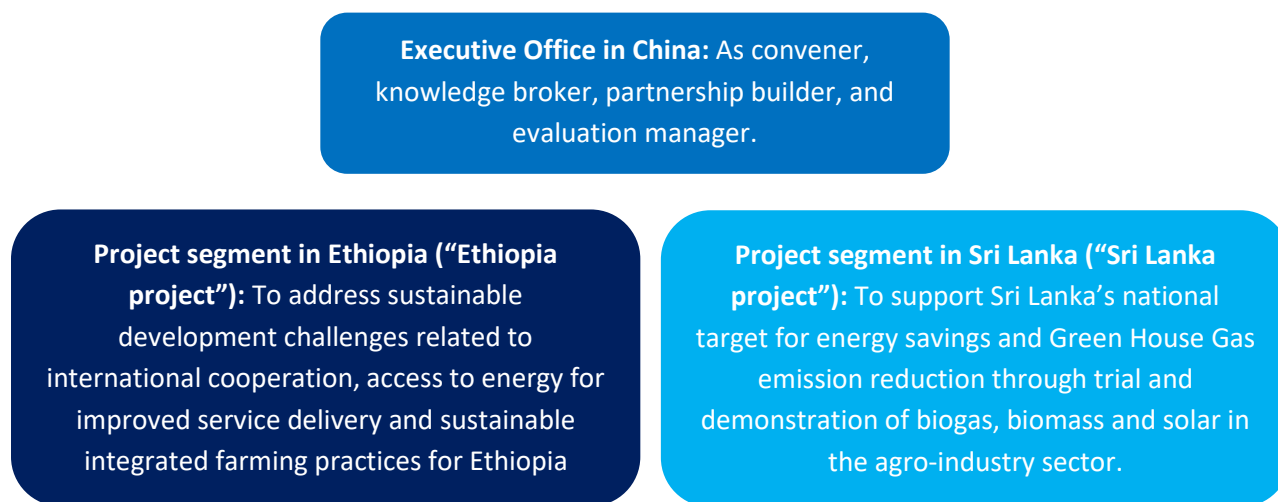 Executive Office in China: As convener,
knowledge broker, partnership builder, and
evaluation manager.
Project segment in Ethiopia (“Ethiopia
project”): To address sustainable
development challenges related to
international cooperation, access to energy for
improved service delivery and sustainable
integrated farming practices for Ethiopia
Project segment in Sri Lanka (“Sri Lanka
project”): To support Sri Lanka’s national
target for energy savings and Green House Gas
emission reduction through trial and
demonstration of biogas, biomass and solar in
the agro-industry sector.